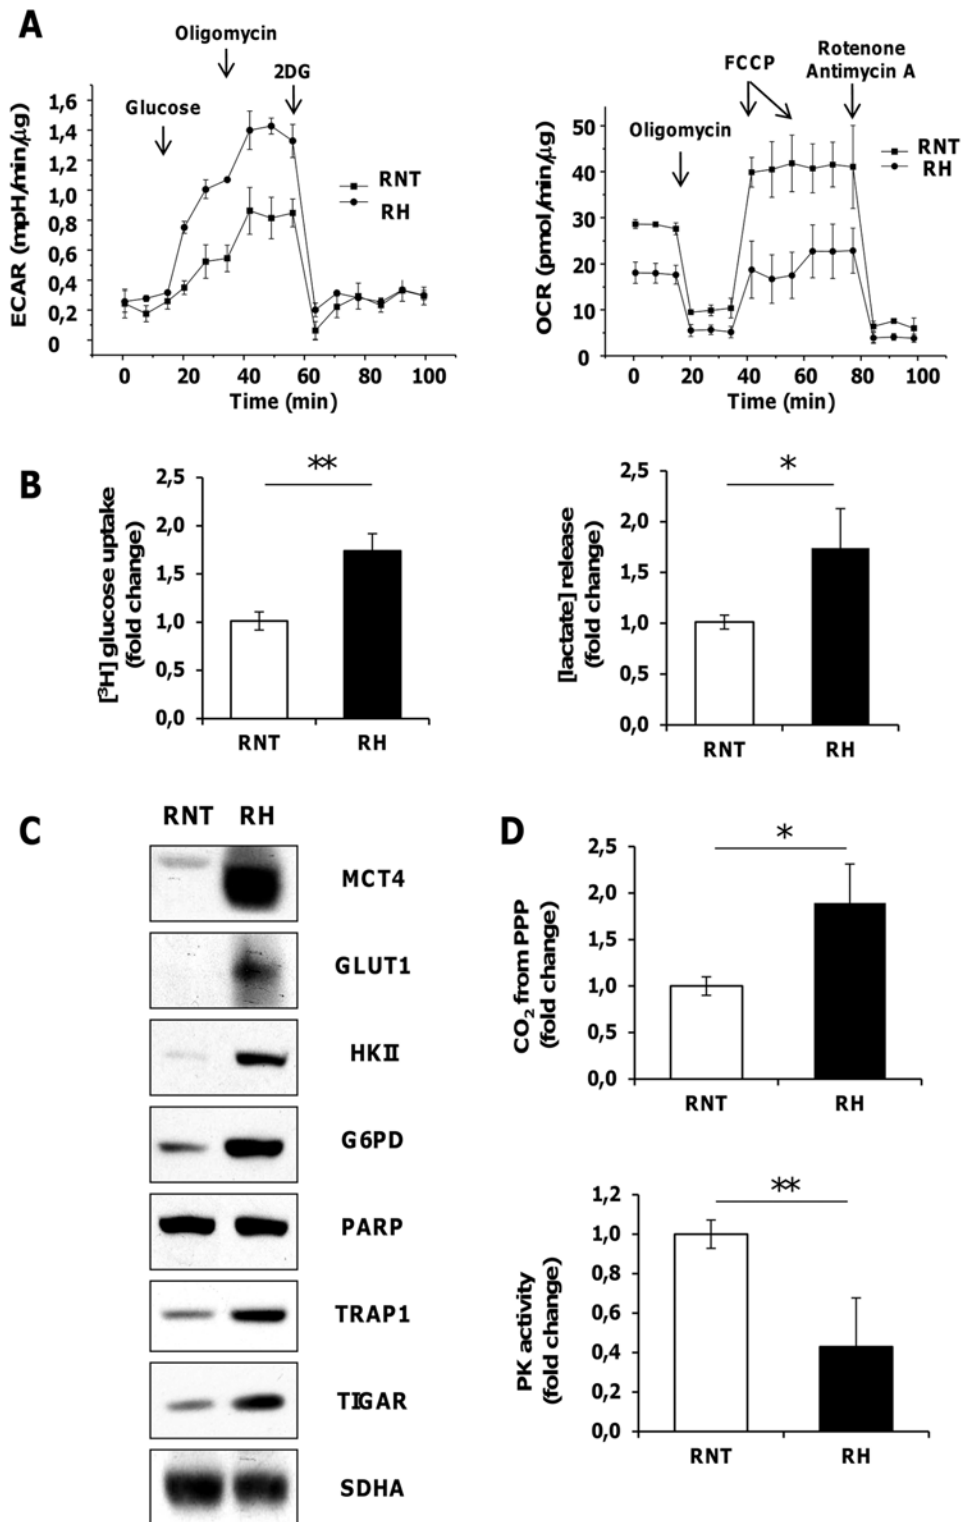 A
Oligomycin
2DG
Glucose
1,6
1,4
1,2
1,0
0,8
0,6
0,4
0,2
0
ECAR (mpH/min/µg)
RNT
RH
0 20 40 60 80 100
Time (min)
Rotenone
Antimycin A
FCCP
Oligomycin
50
40
30
20
10
0
OCR (pmol/min/µg)
RNT
RH
0 20 40 60 80 100
Time (min)
B
**
2,5
2,0
1,5
1,0
0,5
0,0
[³H] glucose uptake
(fold change)
RNT RH
*
2,5
2,0
1,5
1,0
0,5
0,0
[lactate] release
(fold change)
RNT RH
C
RNT RH
MCT4
GLUT1
HKII
G6PD
PARP
TRAP1
TIGAR
SDHA
D
*
2,5
2,0
1,5
1,0
0,5
0,0
CO₂ from PPP
(fold change)
RNT RH
**
1,2
1,0
0,8
0,6
0,4
0,2
0,0
PK activity
(fold change)
RNT RH